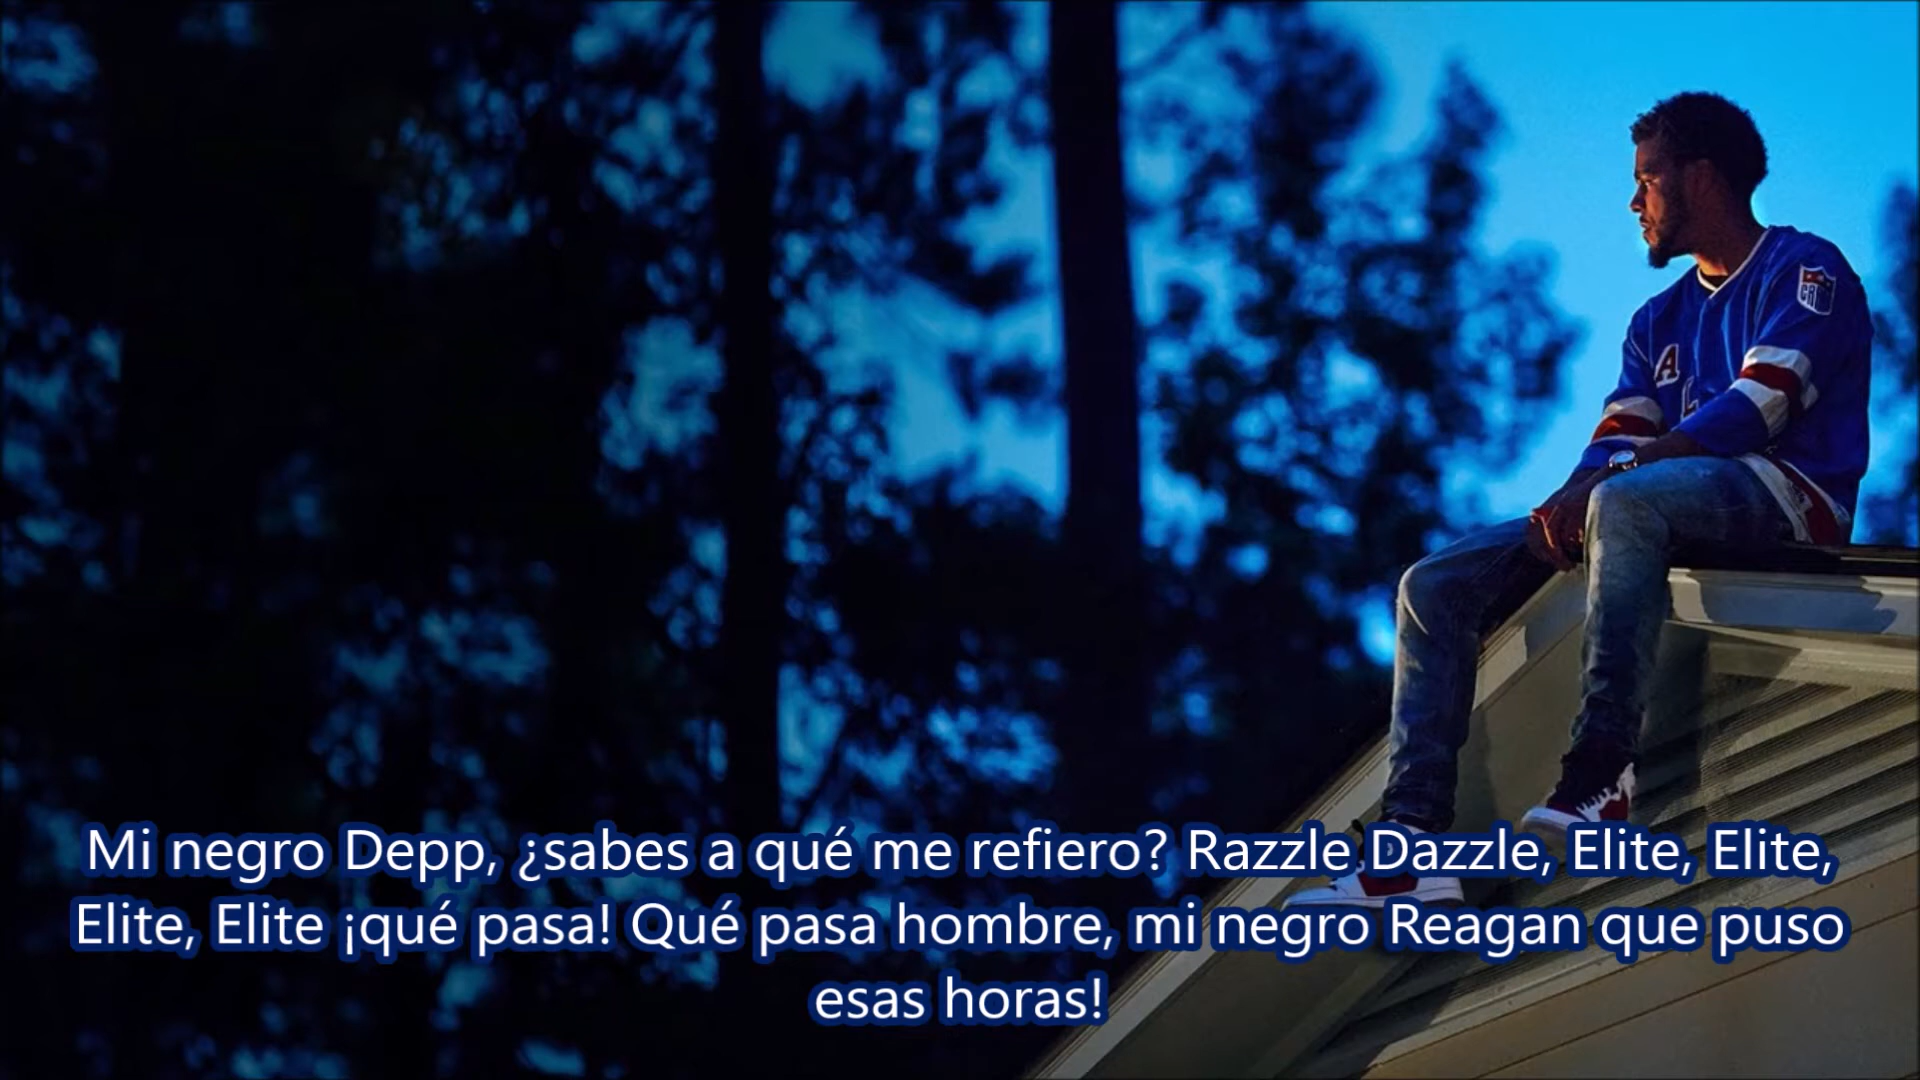 A
Mi negro Depp, ¿sabes a qué me refiero? Razzle Dazzle, Elite, Elite,
Elite, Elite ¡qué pasa! Qué pasa hombre, mi negro Reagan que puso
esas horas!